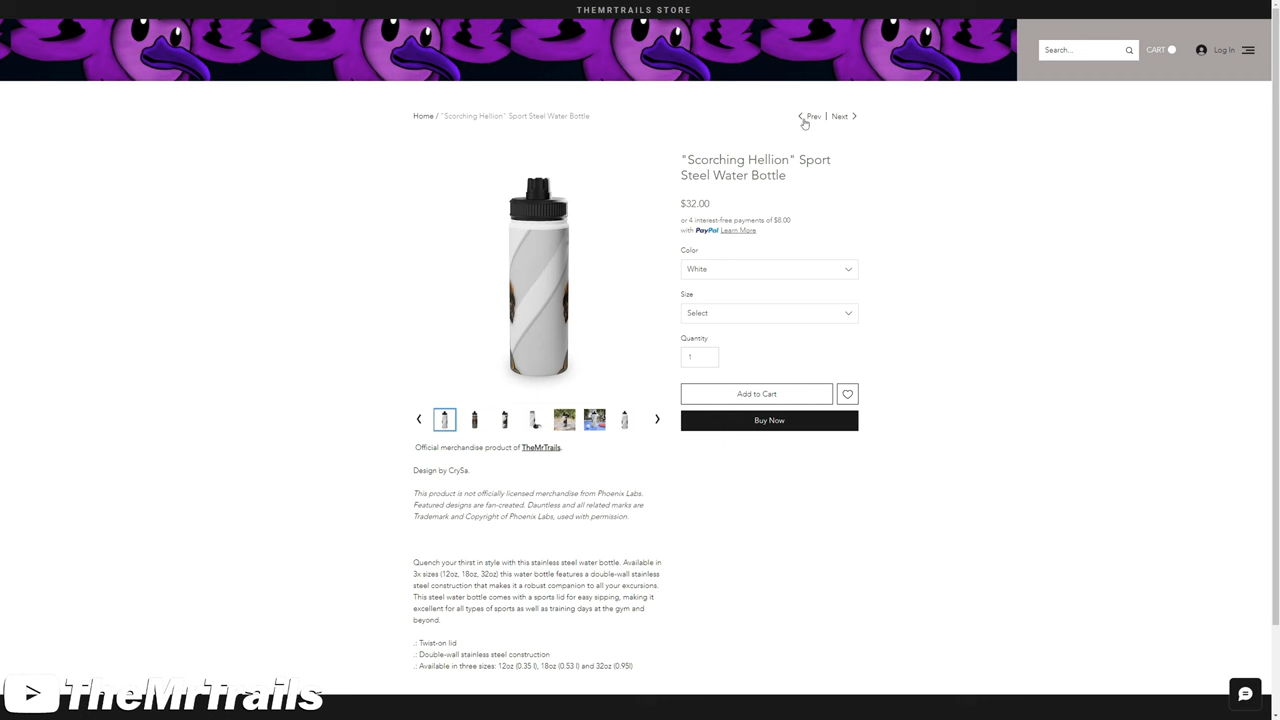 THEMRTRAILS STORE
Search...
CART
Log In
Home / "Scorching Hellion" Sport Steel Water Bottle
Prev | Next
"Scorching Hellion" Sport
Steel Water Bottle
$32.00
or 4 interest-free payments of $8.00
with PayPal Learn More
Color
White
Size
Select
Quantity
1
Add to Cart
Buy Now
Official merchandise product of TheMrTrails.
Design by CrySa.
This product is not officially licensed merchandise from Phoenix Labs.
Featured designs are fan-created. Dauntless and all related marks are
Trademark and Copyright of Phoenix Labs, used with permission.
Quench your thirst in style with this stainless steel water bottle. Available in
3x sizes (12oz, 18oz, 32oz) this water bottle features a double-wall stainless
steel construction that makes it a robust companion to all your excursions.
This steel water bottle comes with a sports lid for easy sipping, making it
excellent for all types of sports as well as training days at the gym and
beyond.
.: Twist-on lid
.: Double-wall stainless steel construction
.: Available in three sizes: 12oz (0.35 l), 18oz (0.53 l) and 32oz (0.95l)
TheMrTrails